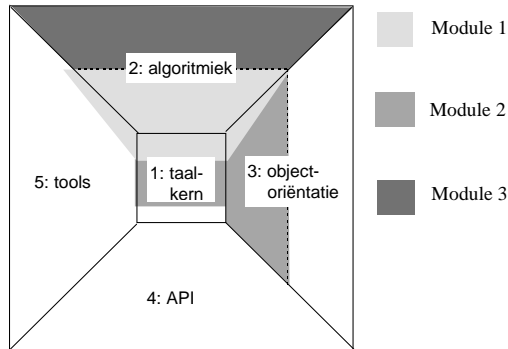 2: algoritmiek
1: taal-
kern
3: object-
oriëntatie
5: tools
4: API
Module 1
Module 2
Module 3